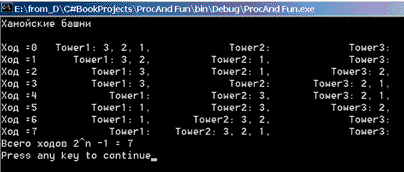 E:\from_D\C#BookProjects\ProcAnd Fun\bin\Debug\ProcAnd Fun.exe
Ханойские башни
Ход =0 Tower1: 3, 2, 1, Tower2: Tower3:
Ход =1 Tower1: 3, 2, Tower2: 1, Tower3:
Ход =2 Tower1: 3, Tower2: 1, Tower3: 2,
Ход =3 Tower1: 3, Tower2: Tower3: 2, 1,
Ход =4 Tower1: Tower2: 3, Tower3: 2, 1,
Ход =5 Tower1: 1, Tower2: 3, Tower3: 2,
Ход =6 Tower1: 1, Tower2: 3, 2, Tower3:
Ход =7 Tower1: Tower2: 3, 2, 1, Tower3:
Всего ходов 2^n -1 = 7
Press any key to continue